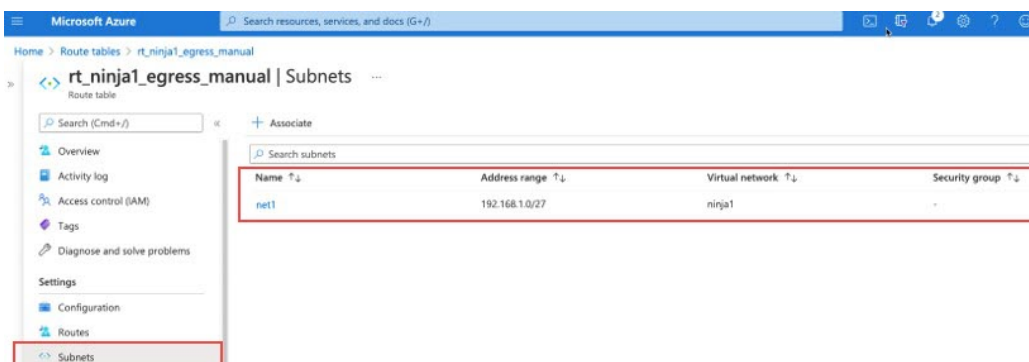 Microsoft Azure
Search resources, services, and docs (G+/)
2
Home > Route tables > rt_ninja1_egress_manual
rt_ninja1_egress_manual | Subnets ...
Route table
Search (Cmd+/)
Associate
Overview
Search subnets
Activity log
Name Address range Virtual network Security group
Access control (IAM)
net1 192.168.1.0/27 ninja1 -
Tags
Diagnose and solve problems
Settings
Configuration
Routes
Subnets